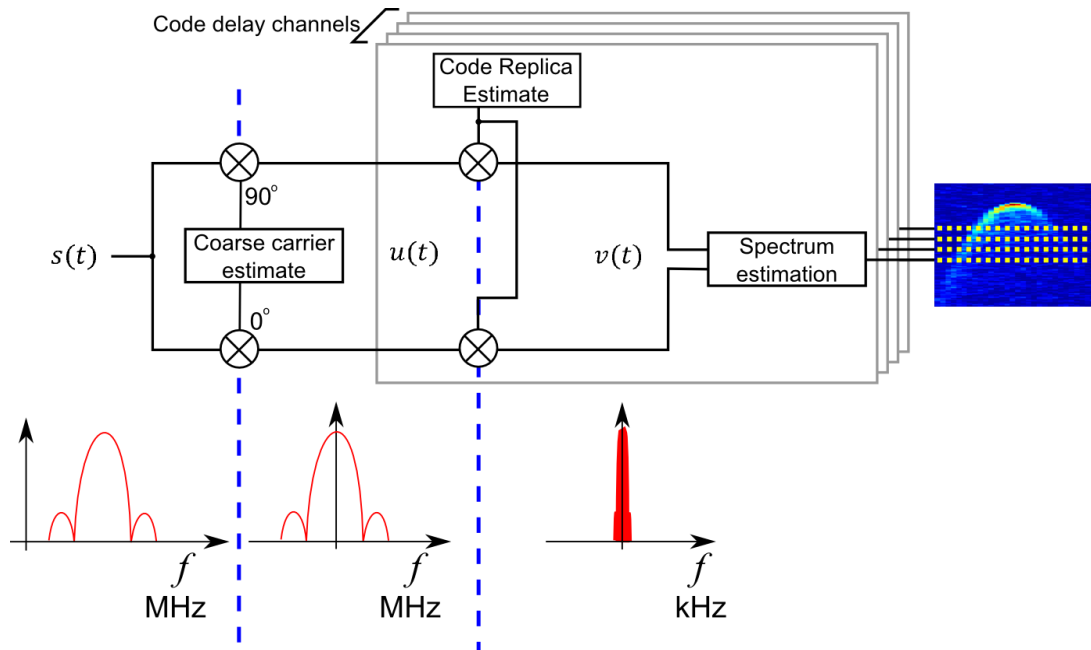 Code delay channels
Code Replica
Estimate
90°
s(t)
Coarse carrier
estimate
u(t)
v(t)
Spectrum
estimation
0°
f
MHz
f
MHz
f
kHz